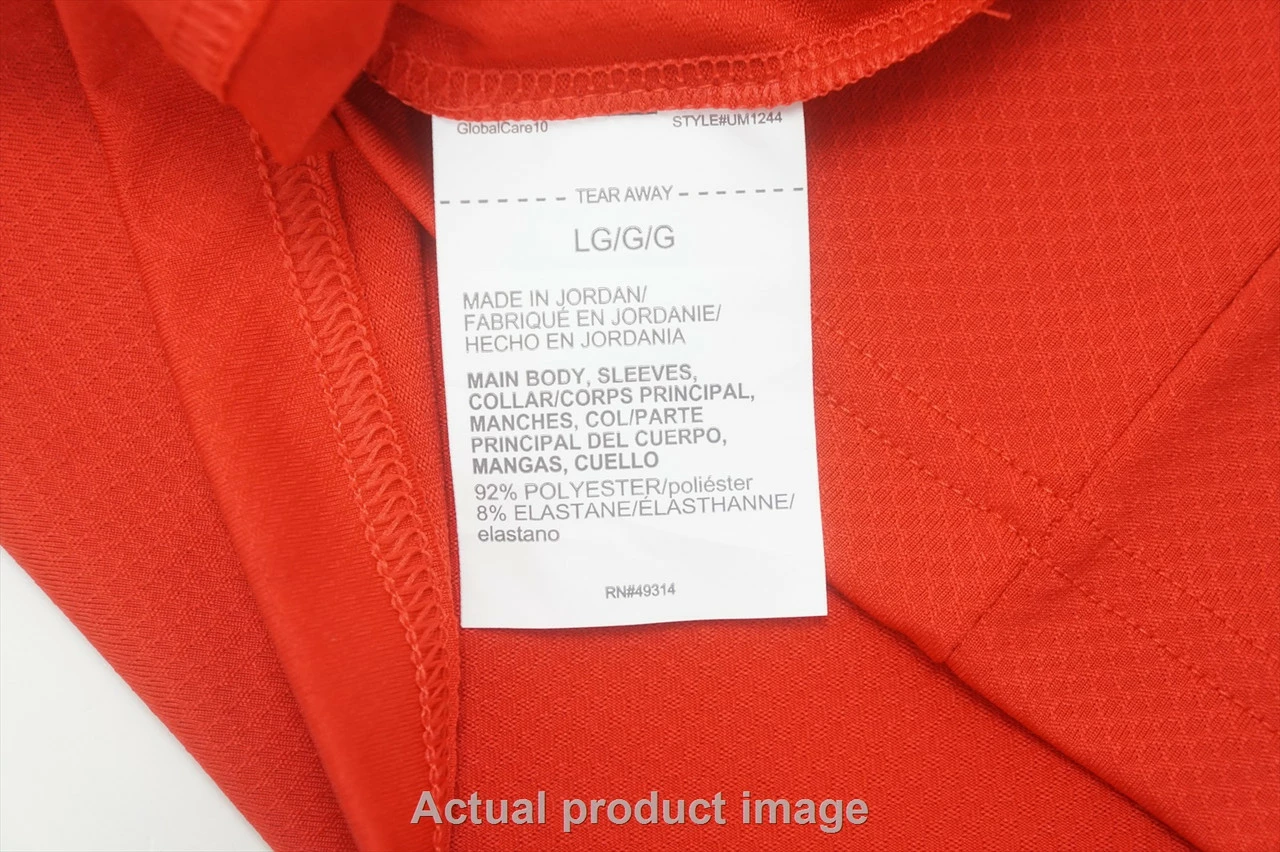 GlobalCare10 STYLE#UM1244
TEAR AWAY
LG/G/G
MADE IN JORDAN/
FABRIQUÉ EN JORDANIE/
HECHO EN JORDANIA
MAIN BODY, SLEEVES,
COLLAR/CORPS PRINCIPAL,
MANCHES, COL/PARTE
PRINCIPAL DEL CUERPO,
MANGAS, CUELLO
92% POLYESTER/poliéster
8% ELASTANE/ÉLASTHANNE/
elastano
RN#49314
Actual product image